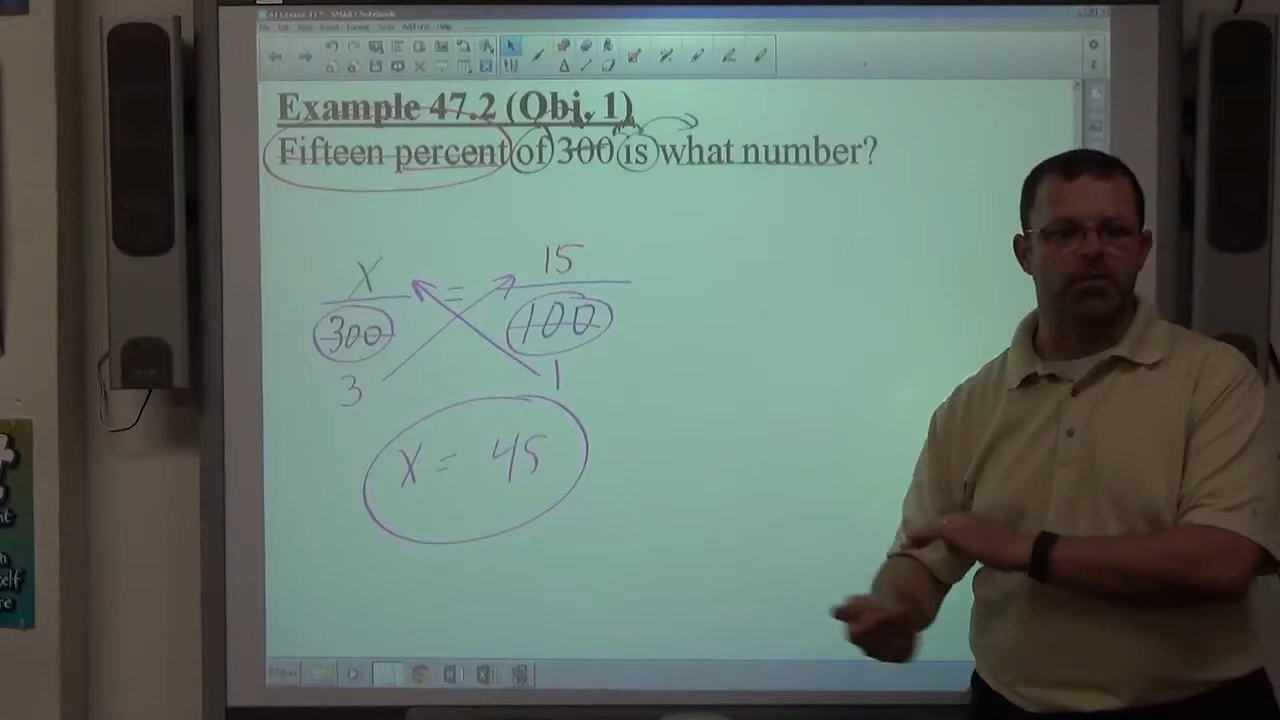 Example 47.2 (Obj. 1)
Fifteen percent of 300 is what number?
X = 15
300 100
3 1
X = 45